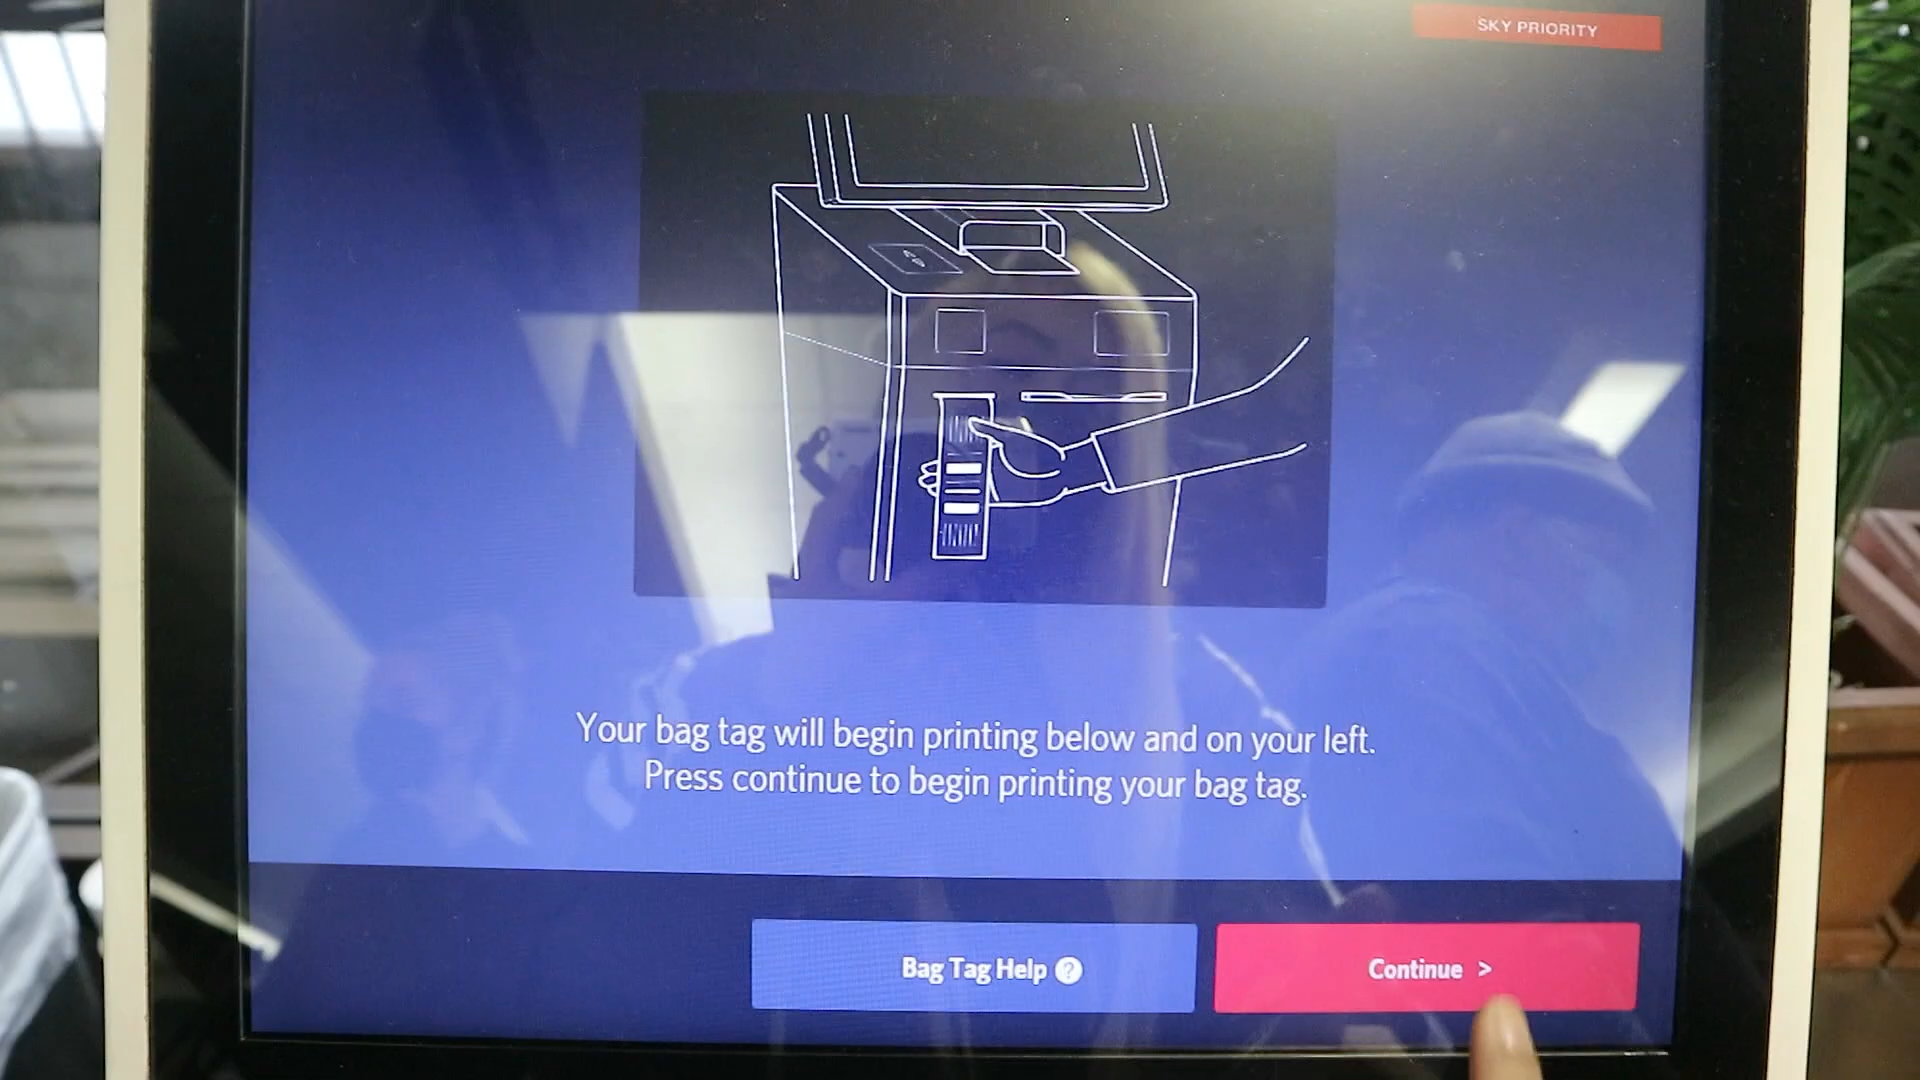 SKY PRIORITY
Your bag tag will begin printing below and on your left.
Press continue to begin printing your bag tag.
Bag Tag Help ?
Continue >